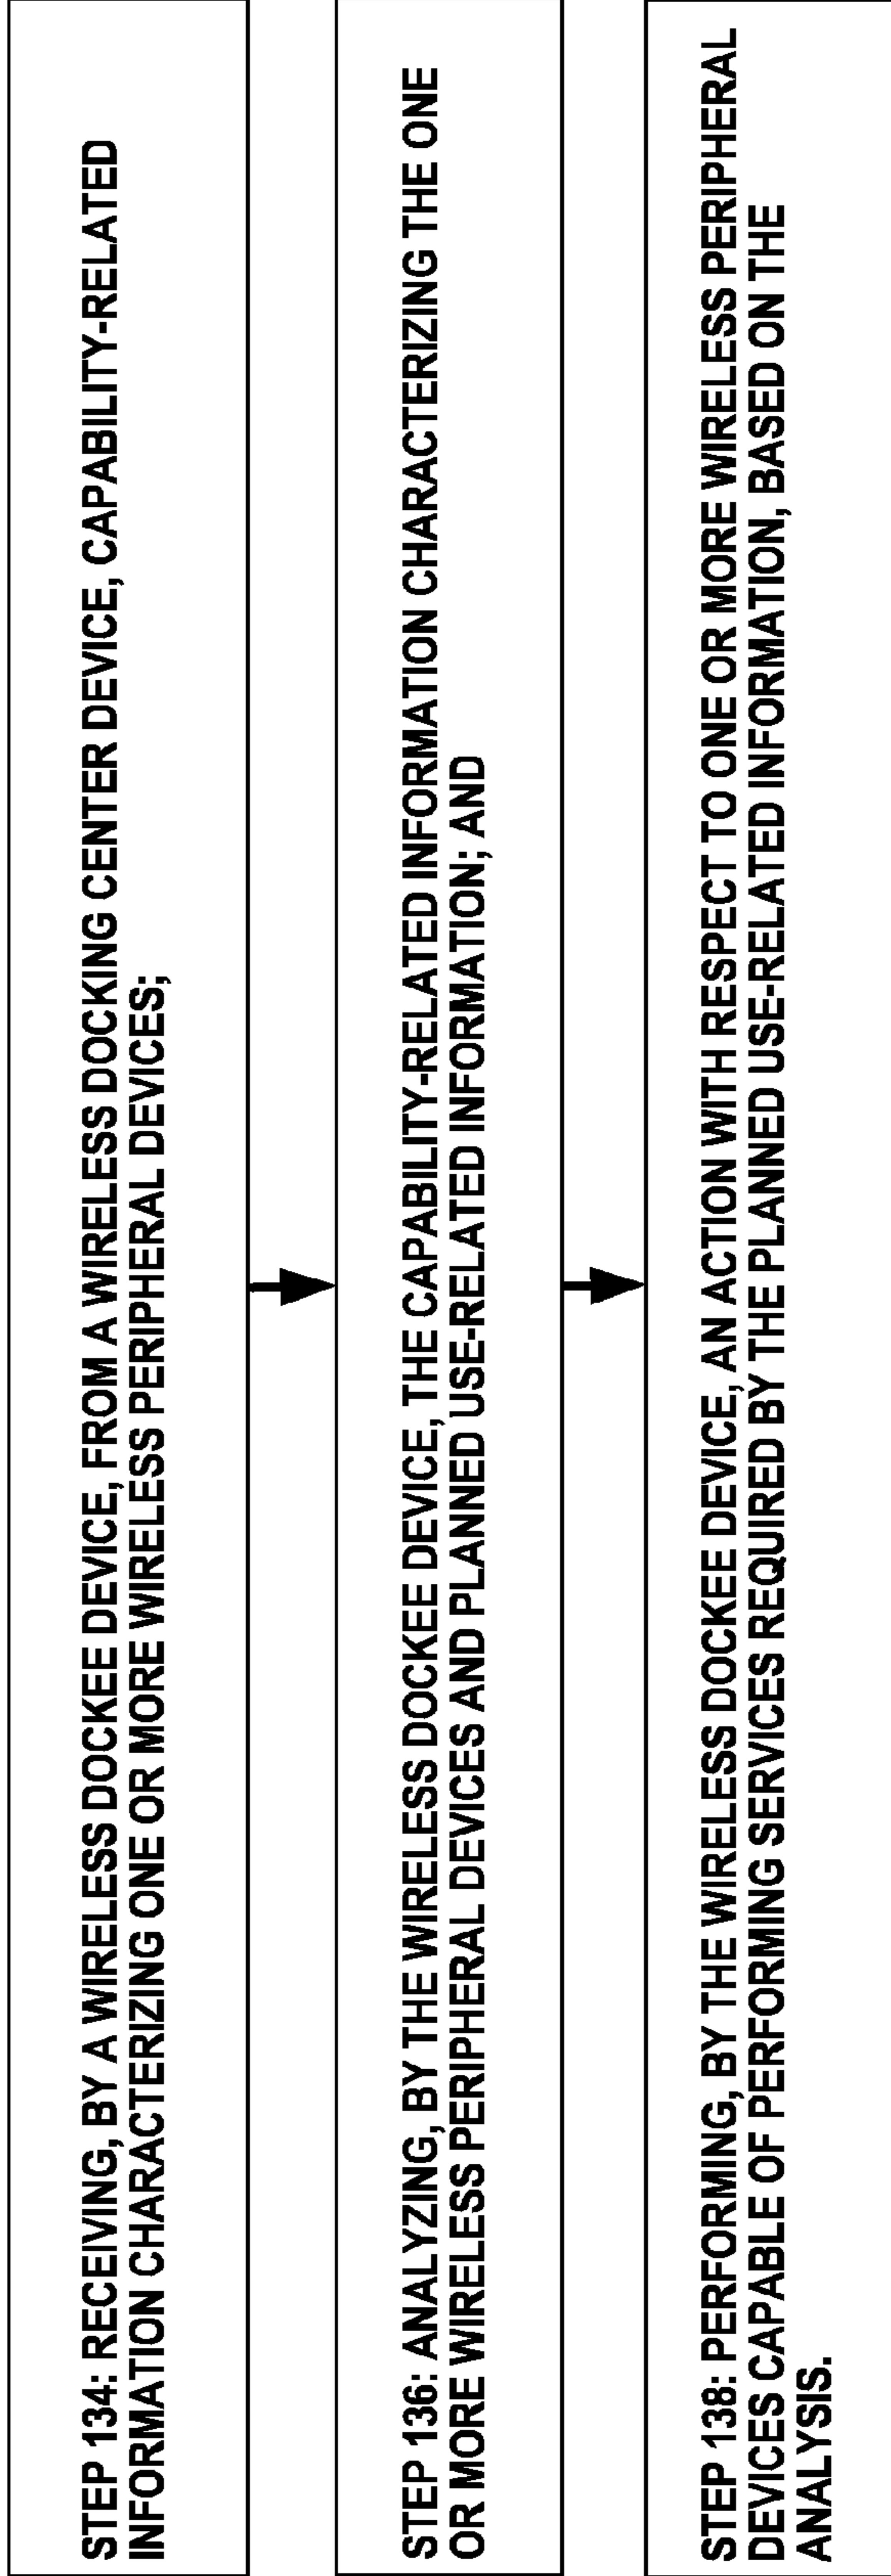 STEP 134: RECEIVING, BY A WIRELESS DOCKEE DEVICE, FROM A WIRELESS DOCKING CENTER DEVICE, CAPABILITY-RELATED
INFORMATION CHARACTERIZING ONE OR MORE WIRELESS PERIPHERAL DEVICES;
STEP 136: ANALYZING, BY THE WIRELESS DOCKEE DEVICE, THE CAPABILITY-RELATED INFORMATION CHARACTERIZING THE ONE
OR MORE WIRELESS PERIPHERAL DEVICES AND PLANNED USE-RELATED INFORMATION; AND
STEP 138: PERFORMING, BY THE WIRELESS DOCKEE DEVICE, AN ACTION WITH RESPECT TO ONE OR MORE WIRELESS PERIPHERAL
DEVICES CAPABLE OF PERFORMING SERVICES REQUIRED BY THE PLANNED USE-RELATED INFORMATION, BASED ON THE
ANALYSIS.